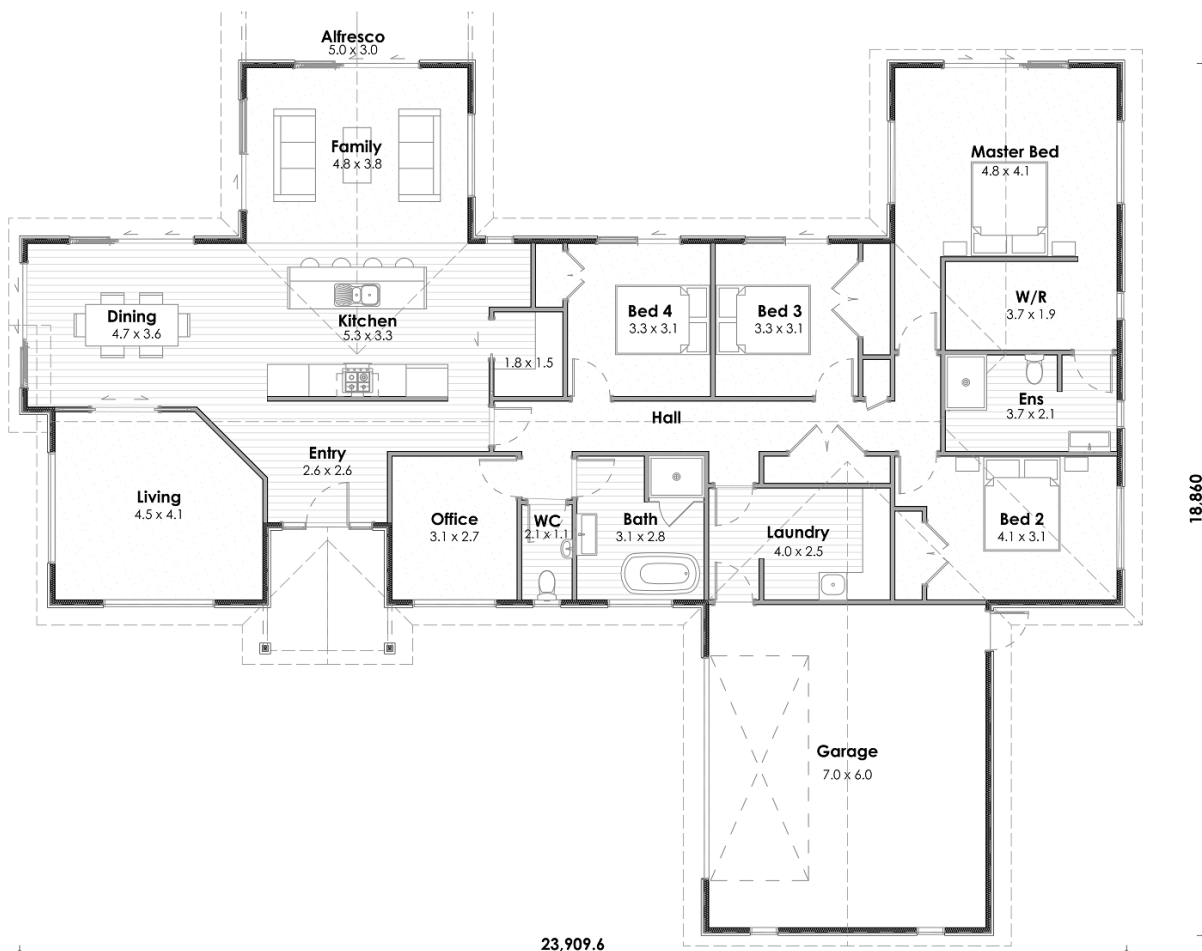 Alfresco
5.0 x 3.0
Family
4.8 x 3.8
Master Bed
4.8 x 4.1
W/R
3.7 x 1.9
Dining
4.7 x 3.6
Kitchen
5.3 x 3.3
Bed 4
3.3 x 3.1
Bed 3
3.3 x 3.1
1.8 x 1.5
Ens
3.7 x 2.1
Hall
Entry
2.6 x 2.6
Living
4.5 x 4.1
Office
3.1 x 2.7
WC
2.1 x 1.1
Bath
3.1 x 2.8
Laundry
4.0 x 2.5
Bed 2
4.1 x 3.1
18.860
Garage
7.0 x 6.0
23,909.6